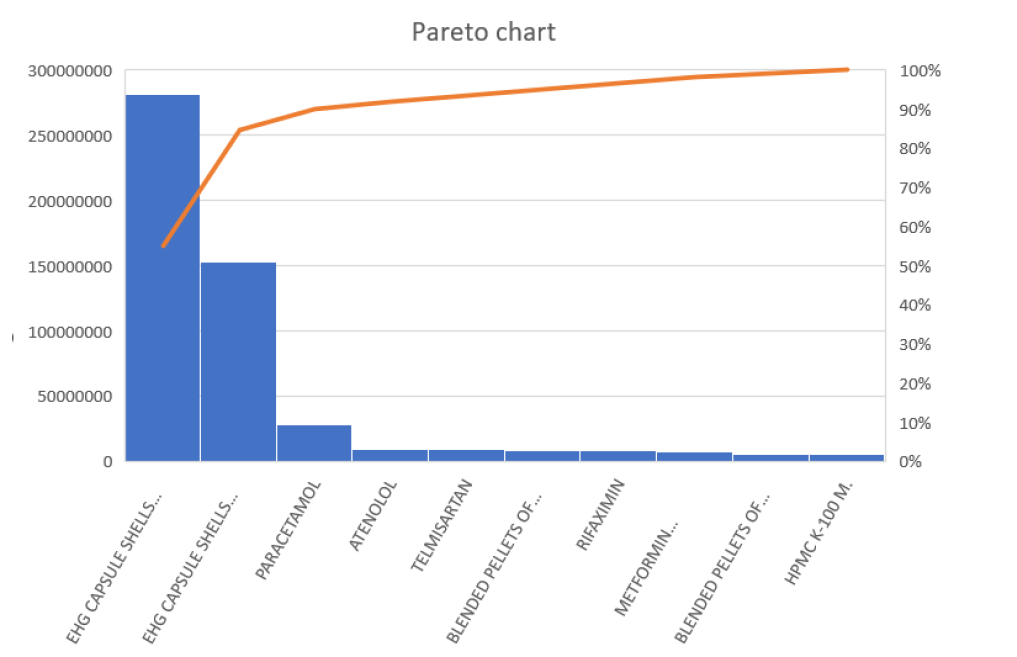 Pareto chart
300000000
250000000
200000000
150000000
100000000
50000000
0
100%
90%
80%
70%
60%
50%
40%
30%
20%
10%
0%
EHG CAPSULE SHELLS...
EHG CAPSULE SHELLS...
PARACETAMOL
ATENOLOL
TELMISARTAN
BLENDED PELLETS OF...
RIFAXIMIN
METFORMIN...
BLENDED PELLETS OF...
HPMC K-100 M.